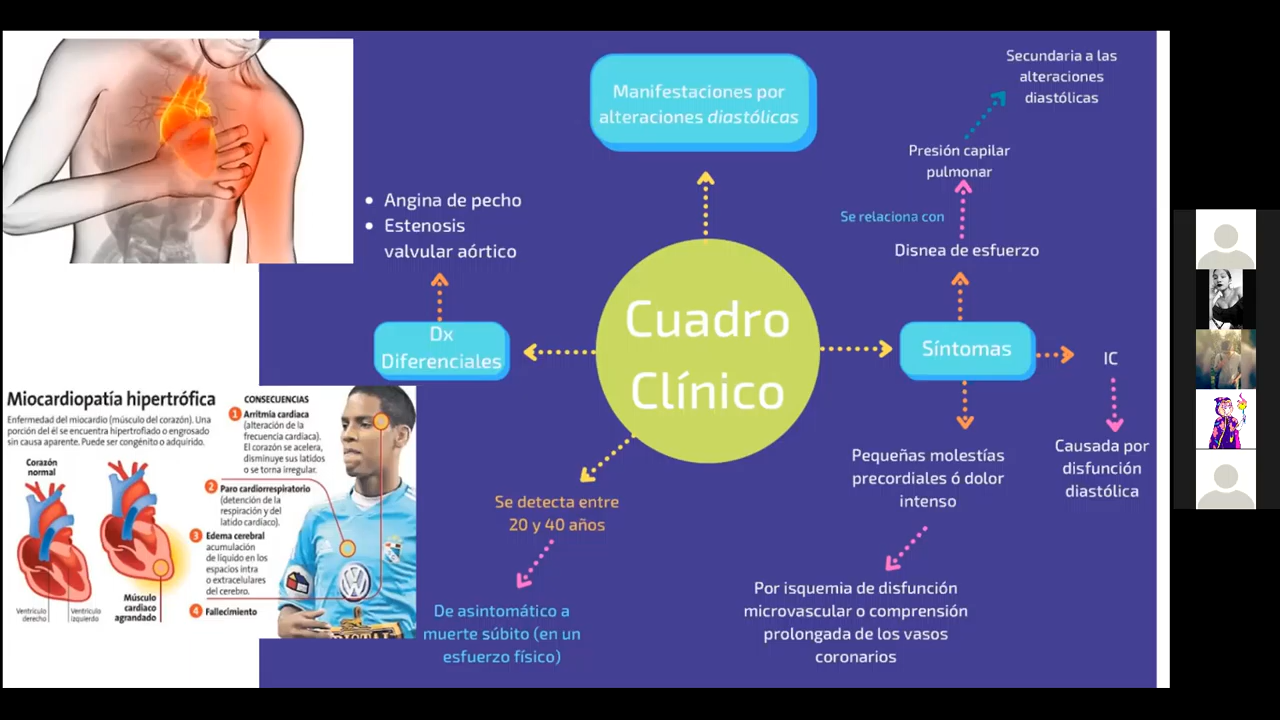 Manifestaciones por
alteraciones diastólicas
Secundaria a las
alteraciones
diastólicas
Presión capilar
pulmonar
Se relaciona con
Disnea de esfuerzo
Angina de pecho
Estenosis
valvular aórtico
Dx
Diferenciales
Cuadro
Clínico
Síntomas
IC
Causada por
disfunción
diastólica
Pequeñas molestías
precordiales ó dolor
intenso
Por isquemia de disfunción
microvascular o comprensión
prolongada de los vasos
coronarios
Se detecta entre
20 y 40 años
De asintomático a
muerte súbito (en un
esfuerzo físico)
Miocardiopatía hipertrófica
Enfermedad del miocardio (músculo del corazón). Una
porción del él se encuentra hipertrofiado o engrosado
sin causa aparente. Puede ser congénito o adquirido.
Corazón
normal
Ventrículo
derecho
Ventrículo
izquierdo
Músculo
cardiaco
agrandado
CONSECUENCIAS
1 Arritmia cardiaca
(alteración de la
frecuencia cardiaca).
El corazón se acelera,
disminuye sus latidos
o se torna irregular.
2 Paro cardiorrespiratorio
(detención de la
respiración y del
latido cardiaco).
3 Edema cerebral
acumulación
de líquido en los
espacios intra
o extracelulares
del cerebro.
4 Fallecimiento